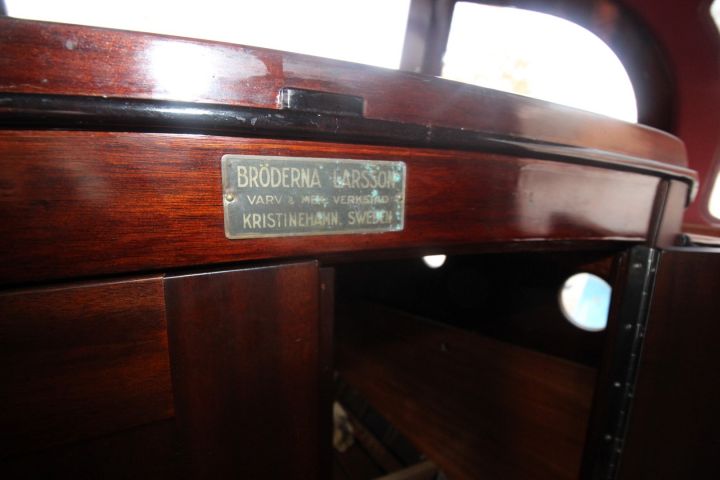 BRÖDERNA LARSSON
VARV & MEK. VERKSTAD
KRISTINEHAMN, SWEDEN